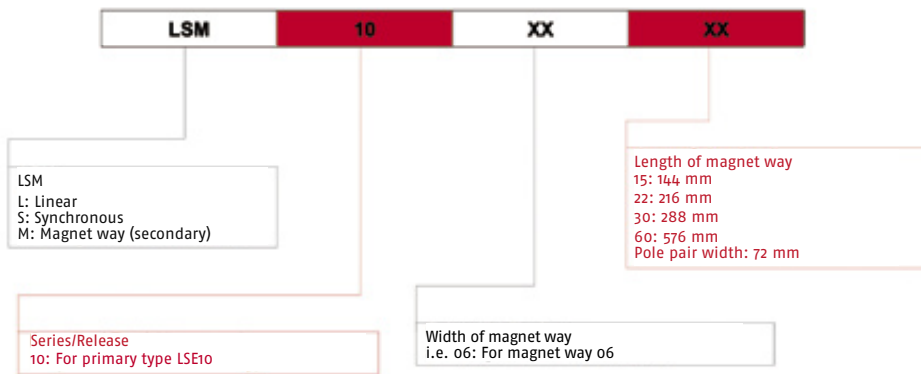 LSM 10 XX XX
LSM
L: Linear
S: Synchronous
M: Magnet way (secondary)
Length of magnet way
15: 144 mm
22: 216 mm
30: 288 mm
60: 576 mm
Pole pair width: 72 mm
Series/Release
10: For primary type LSE10
Width of magnet way
i.e. 06: For magnet way 06